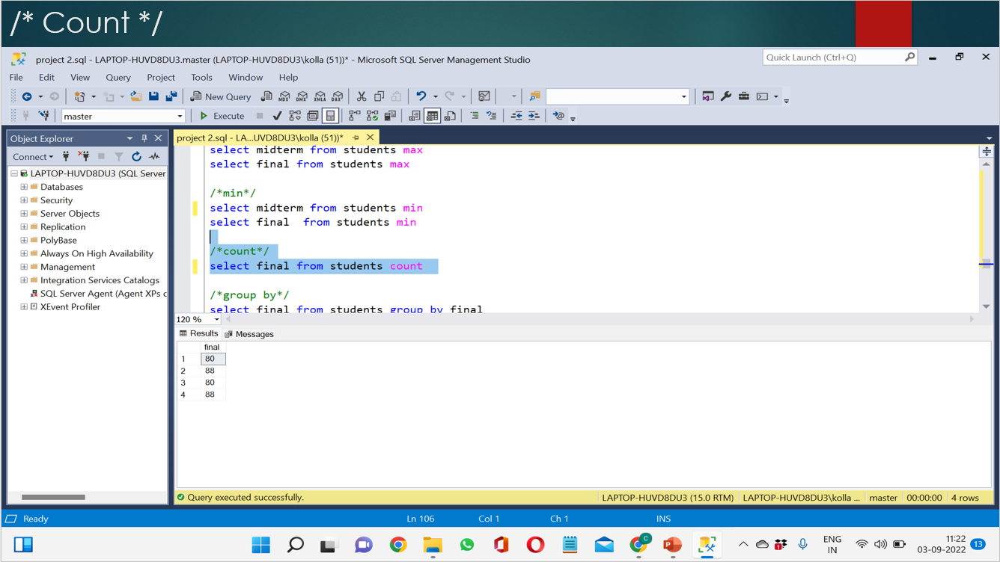 /* Count */
project 2.sql - LAPTOP-HUVD8DU3.master (LAPTOP-HUVD8DU3\kolla (51))* - Microsoft SQL Server Management Studio
Quick Launch (Ctrl+Q)
File Edit View Query Project Tools Window Help
New Query MDX DMX XMLA DAX
master Execute
Object Explorer
project 2.sql - LA...UVD8DU3\kolla (51))*
Connect
LAPTOP-HUVD8DU3 (SQL Server
Databases
Security
Server Objects
Replication
PolyBase
Always On High Availability
Management
Integration Services Catalogs
SQL Server Agent (Agent XPs
XEvent Profiler
select midterm from students max
select final from students max
/*min*/
select midterm from students min
select final  from students min
/*count*/
select final from students count
/*group by*/
select final from students group by final
120 %
Results Messages
final
1 80
2 88
3 80
4 88
Query executed successfully.
LAPTOP-HUVD8DU3 (15.0 RTM) LAPTOP-HUVD8DU3\kolla ... master 00:00:00 4 rows
Ready Ln 106 Col 1 Ch 1 INS
C
1
ENG
IN
11:22
03-09-2022
13